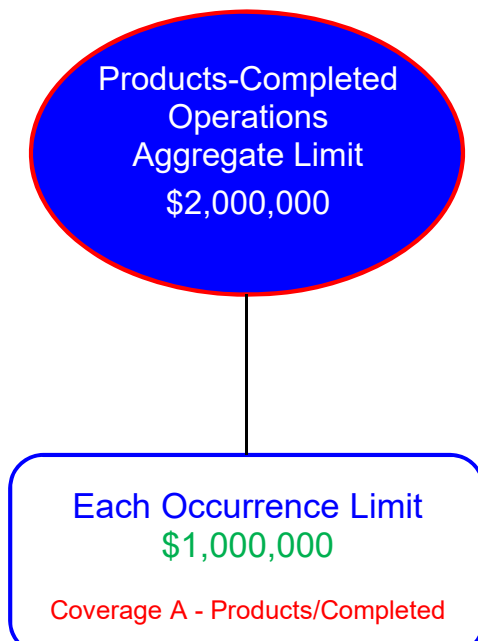 Products-Completed
Operations
Aggregate Limit
$2,000,000
Each Occurrence Limit
$1,000,000
Coverage A - Products/Completed